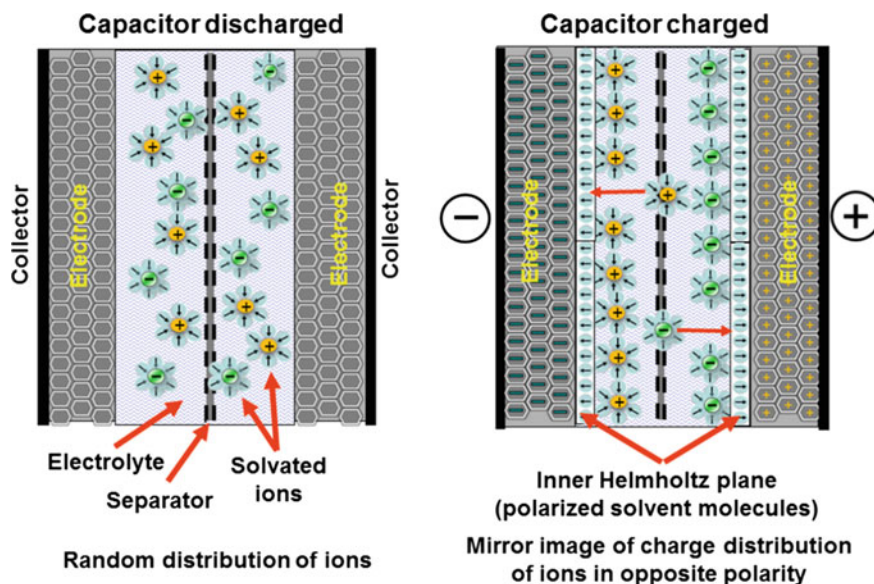 Capacitor discharged
Collector
Electrode
Electrode
Collector
Electrolyte
Separator
Solvated
ions
Random distribution of ions
Capacitor charged
−
Electrode
Electrode
+
Inner Helmholtz plane
(polarized solvent molecules)
Mirror image of charge distribution
of ions in opposite polarity